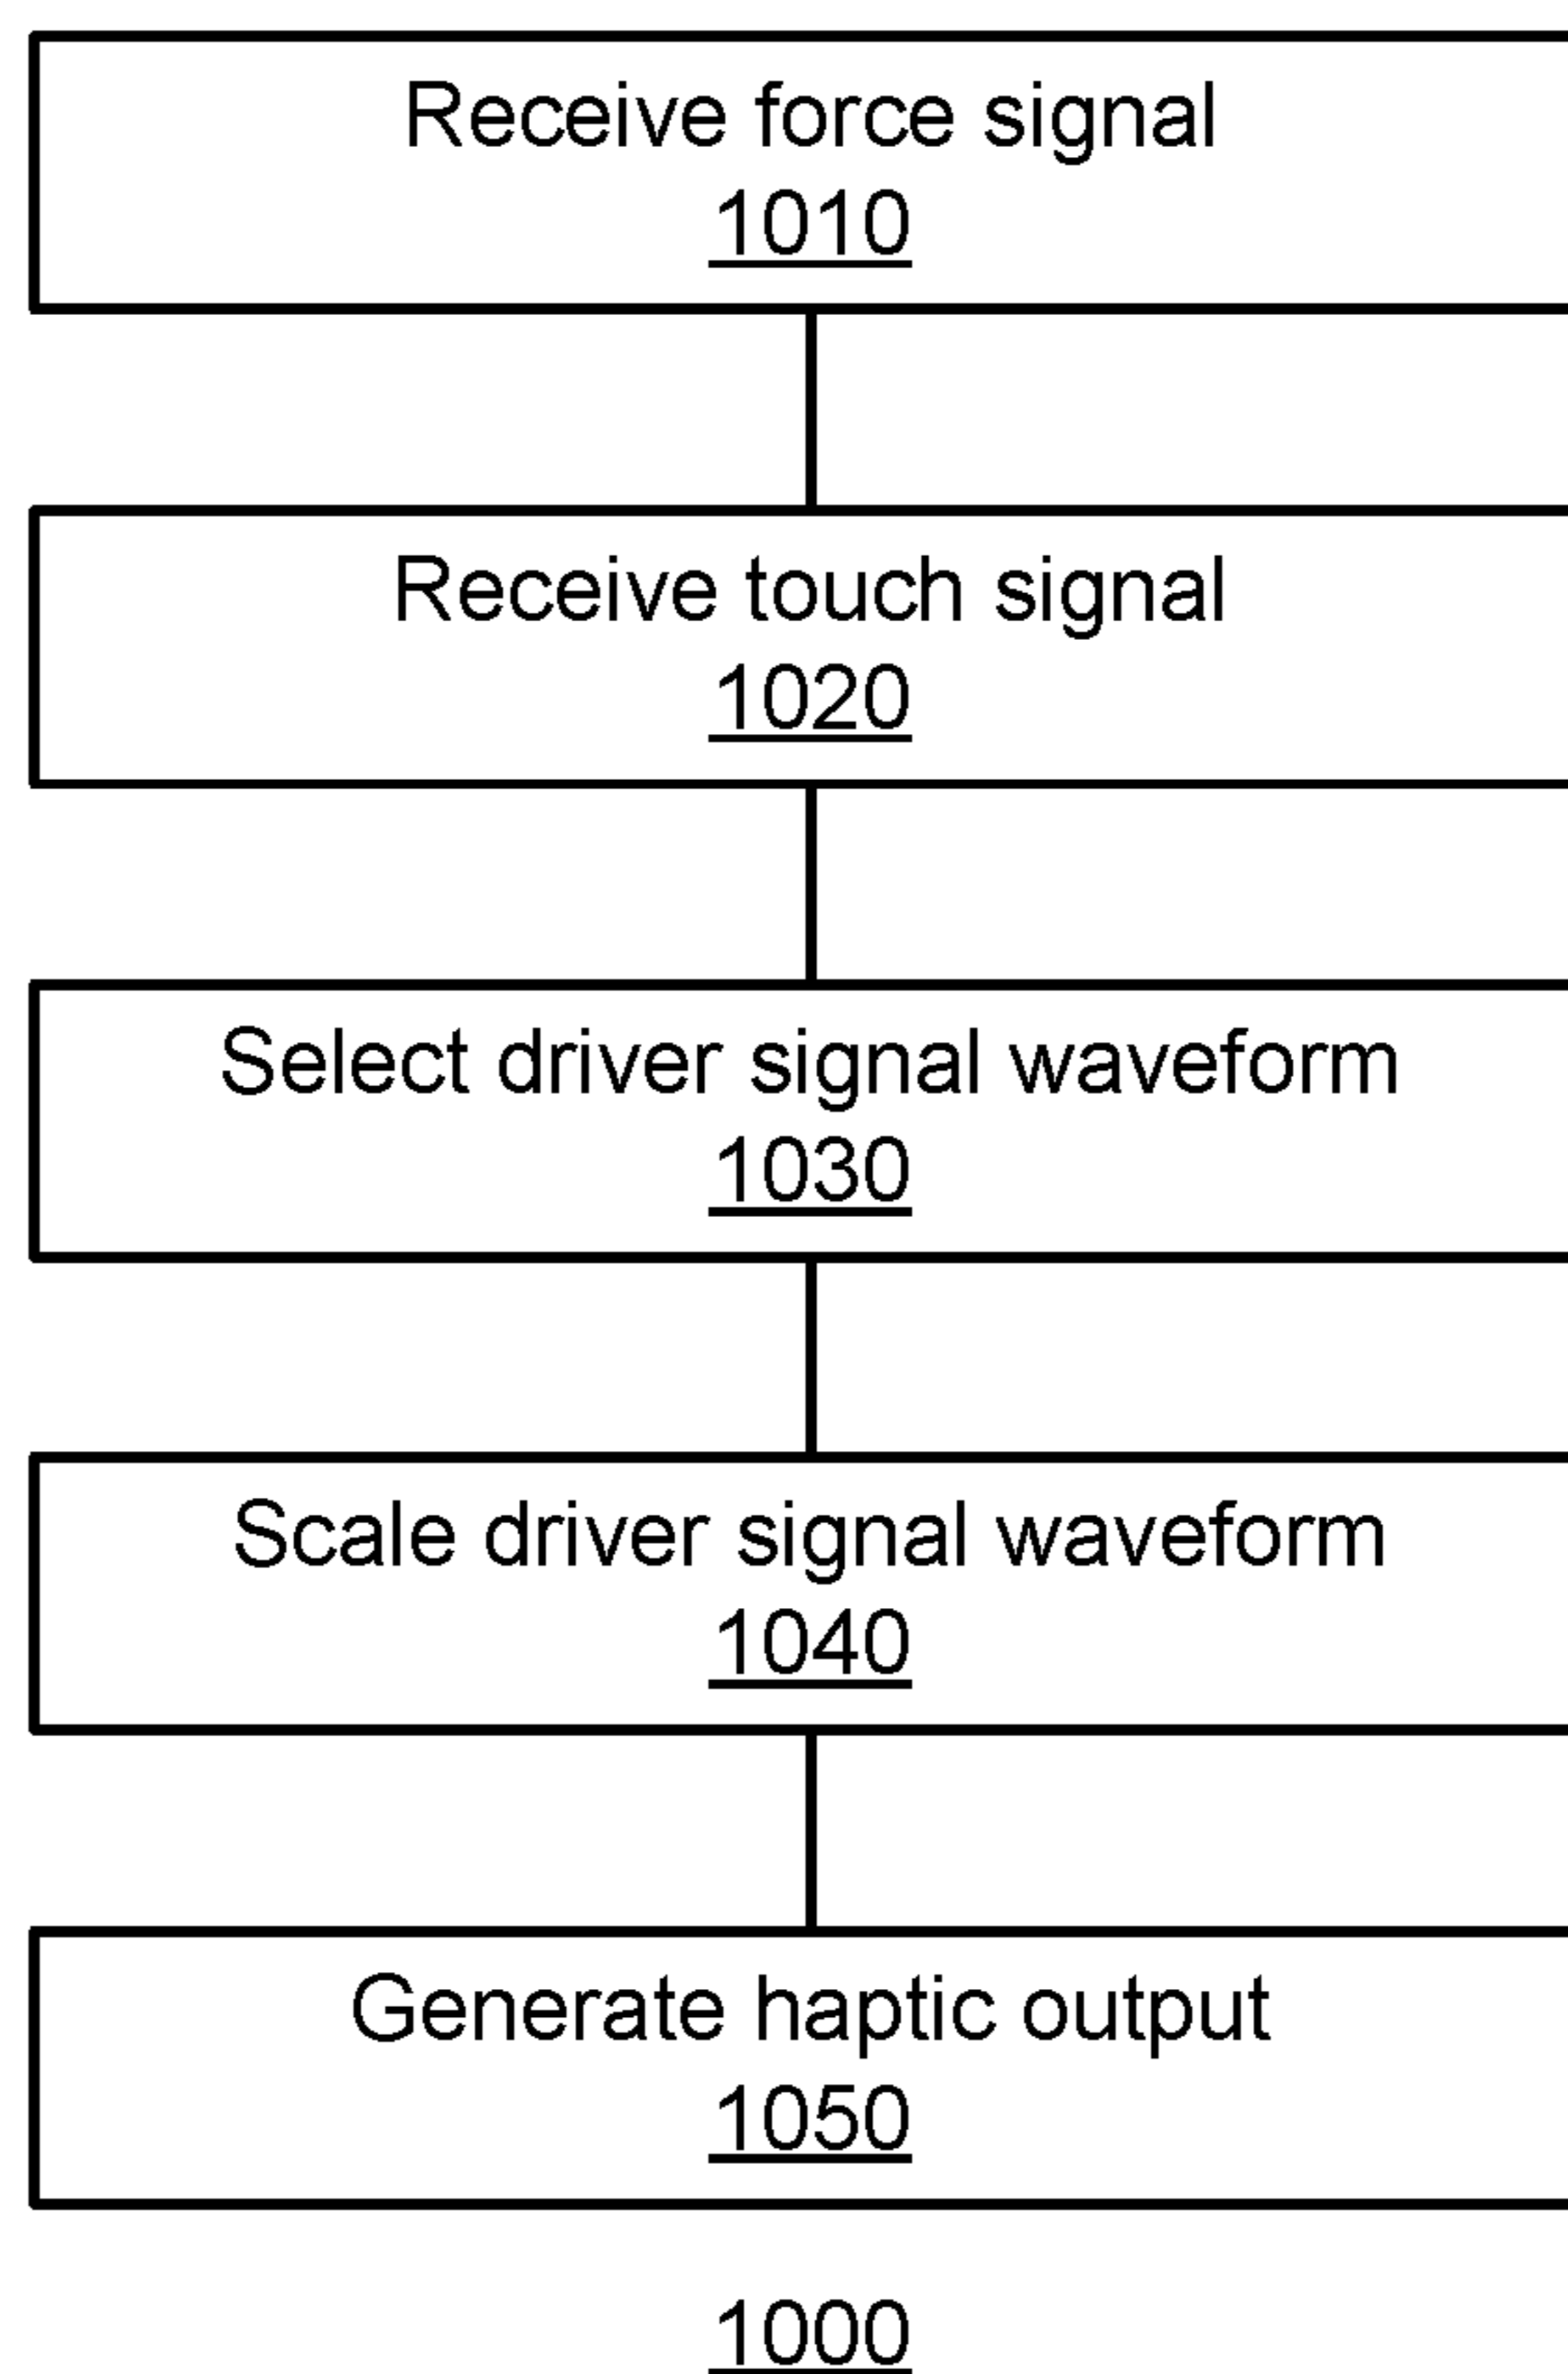 Receive force signal
1010
Receive touch signal
1020
Select driver signal waveform
1030
Scale driver signal waveform
1040
Generate haptic output
1050
1000